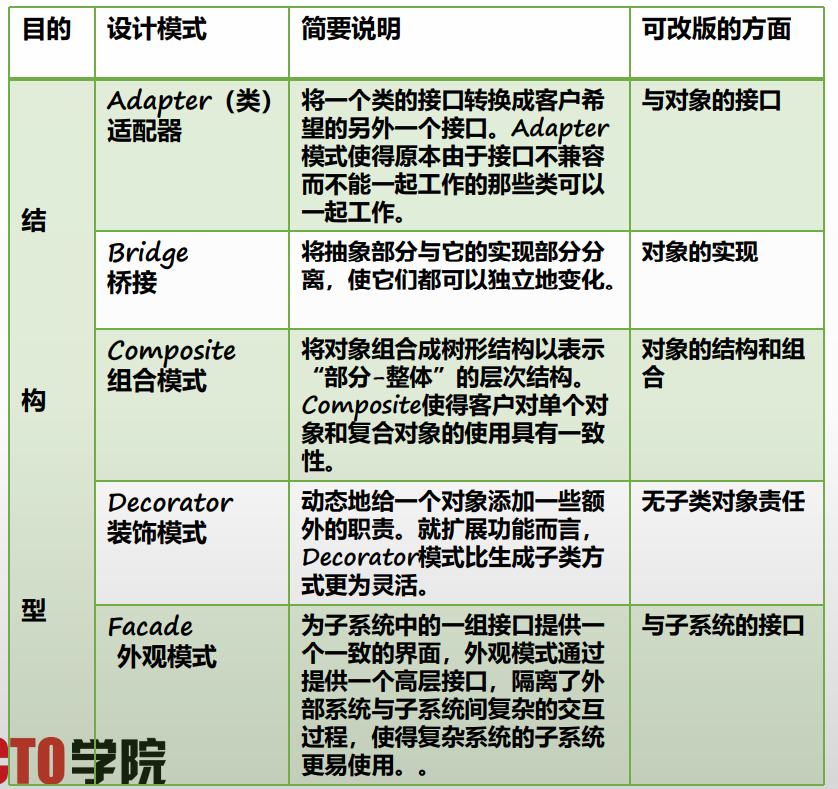 目的
设计模式
简要说明
可改版的方面
结
构
型
Adapter（类）
适配器
将一个类的接口转换成客户希
望的另外一个接口。Adapter
模式使得原本由于接口不兼容
而不能一起工作的那些类可以
一起工作。
与对象的接口
Bridge
桥接
将抽象部分与它的实现部分分
离，使它们都可以独立地变化。
对象的实现
Composite
组合模式
将对象组合成树形结构以表示
“部分-整体”的层次结构。
Composite使得客户对单个对
象和复合对象的使用具有一致
性。
对象的结构和组
合
Decorator
装饰模式
动态地给一个对象添加一些额
外的职责。就扩展功能而言，
Decorator模式比生成子类方
式更为灵活。
无子类对象责任
Facade
外观模式
为子系统中的一组接口提供一
个一致的界面，外观模式通过
提供一个高层接口，隔离了外
部系统与子系统间复杂的交互
过程，使得复杂系统的子系统
更易使用。。
与子系统的接口
CTO学院